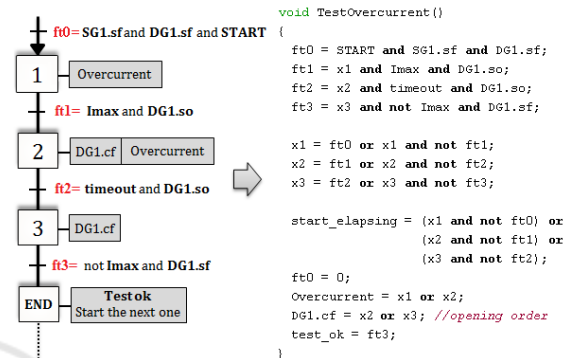 ft0= SG1.sf and DG1.sf and START
1 Overcurrent
ft1= Imax and DG1.so
2 DG1.cf Overcurrent
ft2= timeout and DG1.so
3 DG1.cf
ft3= not Imax and DG1.sf
END Test ok
Start the next one
void TestOvercurrent()
{
ft0 = START and SG1.sf and DG1.sf;
ft1 = x1 and Imax and DG1.so;
ft2 = x2 and timeout and DG1.so;
ft3 = x3 and not Imax and DG1.sf;
x1 = ft0 or x1 and not ft1;
x2 = ft1 or x2 and not ft2;
x3 = ft2 or x3 and not ft3;
start_elapsing = (x1 and not ft0) or
(x2 and not ft1) or
(x3 and not ft2);
ft0 = 0;
Overcurrent = x1 or x2;
DG1.cf = x2 or x3; //opening order
test_ok = ft3;
}